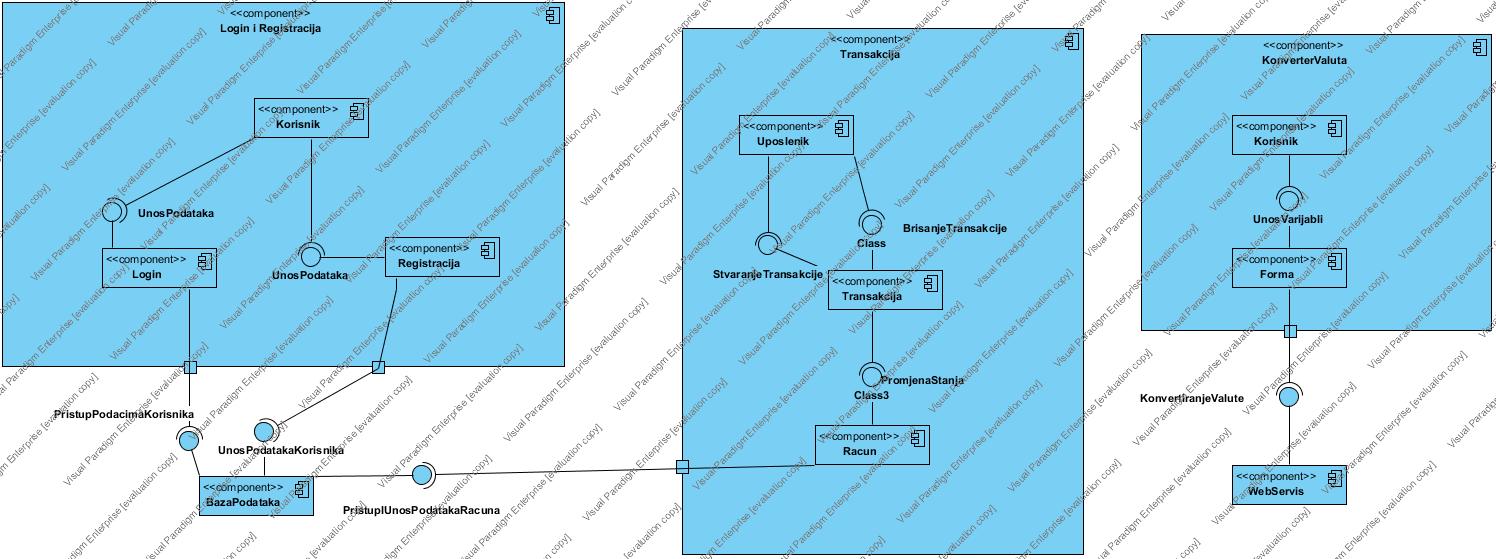 <<component>>
Login i Registracija
<<component>>
Korisnik
UnosPodataka
<<component>>
Login
UnosPodataka
<<component>>
Registracija
PristupPodacimaKorisnika
UnosPodatakaKorisnika
<<component>>
BazaPodataka
PristupIUnosPodatakaRacuna
<<component>>
Transakcija
<<component>>
Uposlenik
Class
BrisanjeTransakcije
StvaranjeTransakcije
<<component>>
Transakcija
PromjenaStanja
Class3
<<component>>
Racun
<<component>>
KonverterValuta
<<component>>
Korisnik
UnosVarijabli
<<component>>
Forma
KonvertiranjeValute
<<component>>
WebServis
Visual Paradigm Enterprise [evaluation copy]